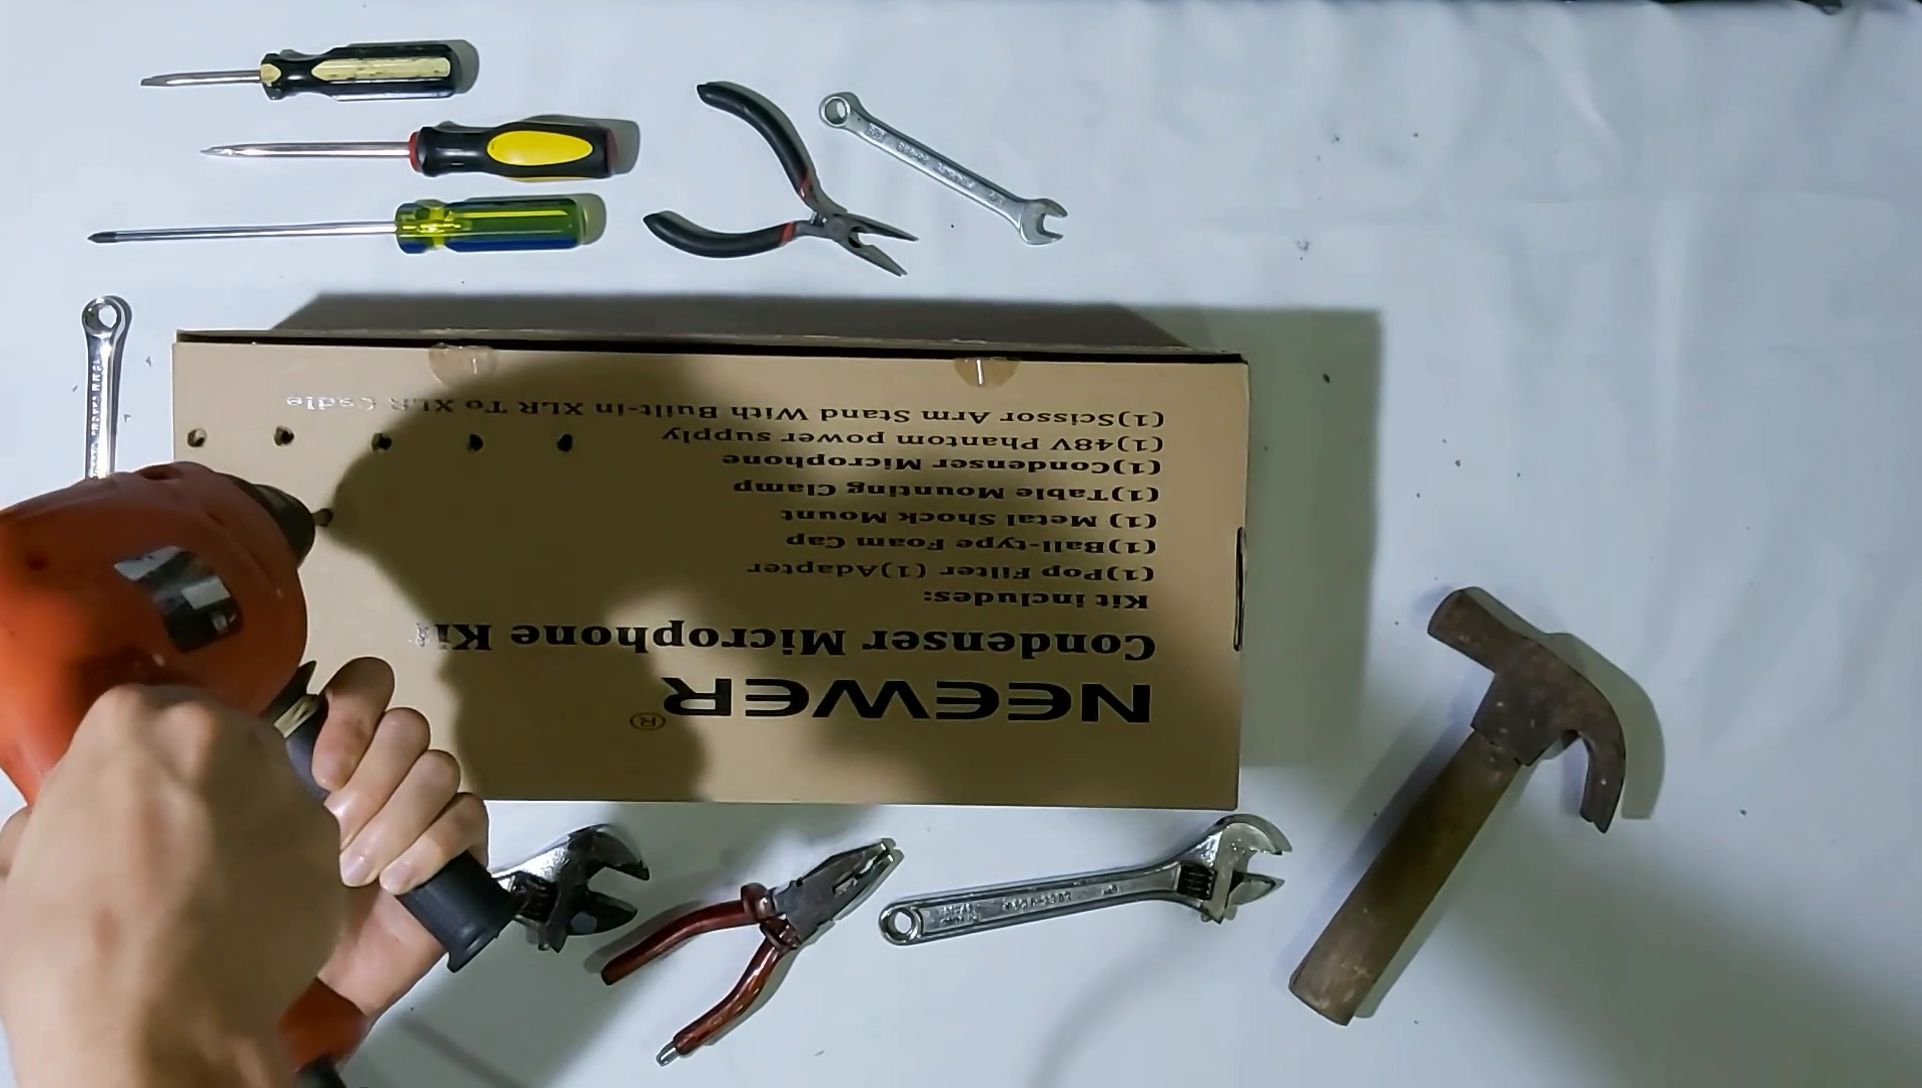 NEEWER®
Condenser Microphone Kit
Kit includes:
(1)Pop Filter (1)Adapter
(1)Ball-type Foam Cap
(1) Metal Shock Mount
(1)Table Mounting Clamp
(1)Condenser Microphone
(1)48V Phantom power supply
(1)Scissor Arm Stand With Built-in XLR To XLR Cable